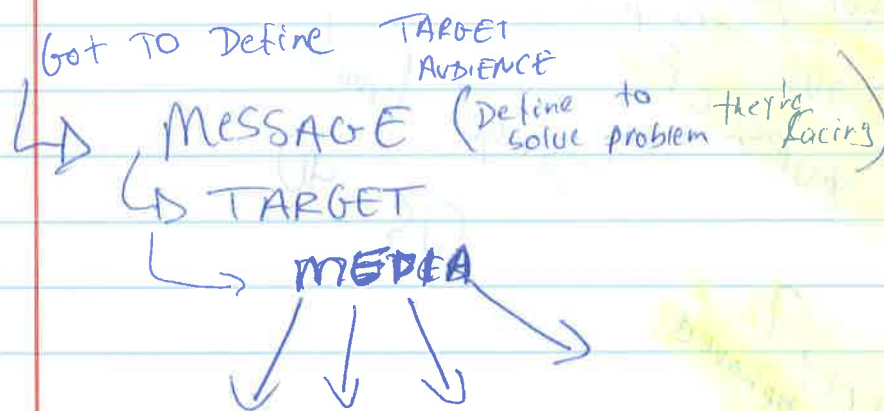 Got TO Define TARGET
AUDIENCE
MESSAGE (Define to they're
solve problem facing)
TARGET
MEDIA